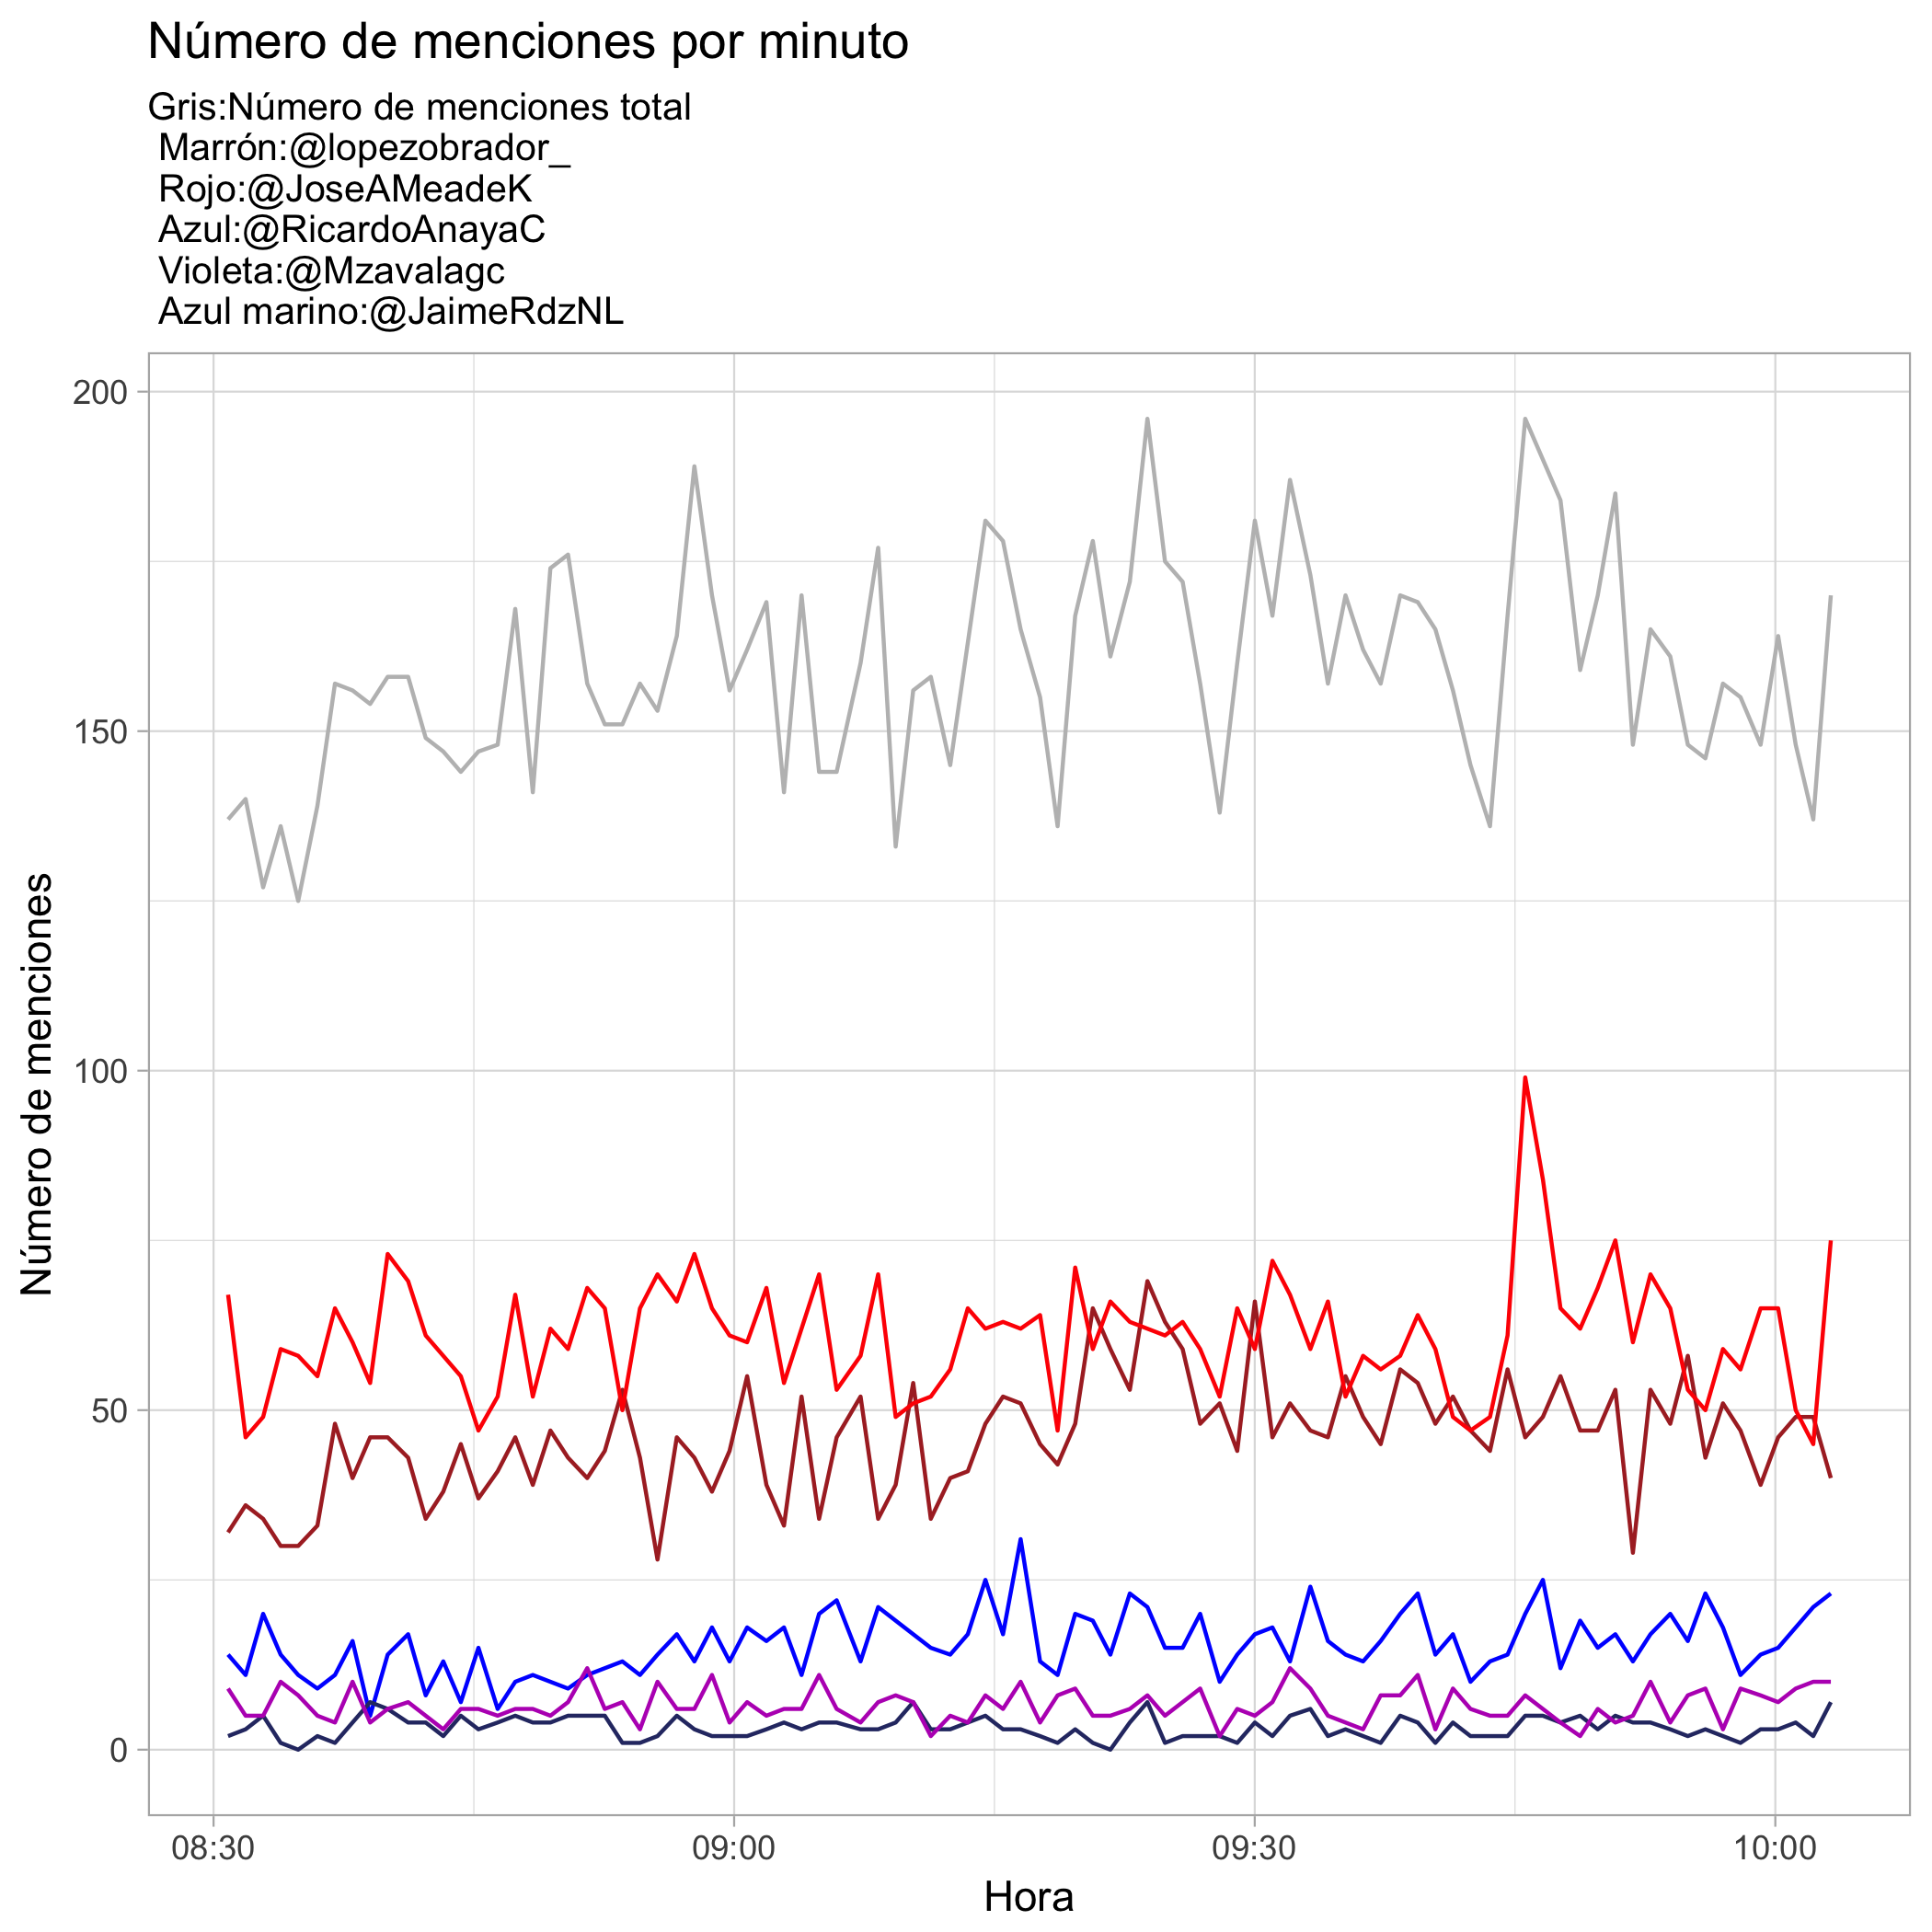 Número de menciones por minuto
Gris:Número de menciones total
Marrón:@lopezobrador_
Rojo:@JoseAMeadeK
Azul:@RicardoAnayaC
Violeta:@Mzavalagc
Azul marino:@JaimeRdzNL
Número de menciones
200
150
100
50
0
08:30 09:00 09:30 10:00
Hora